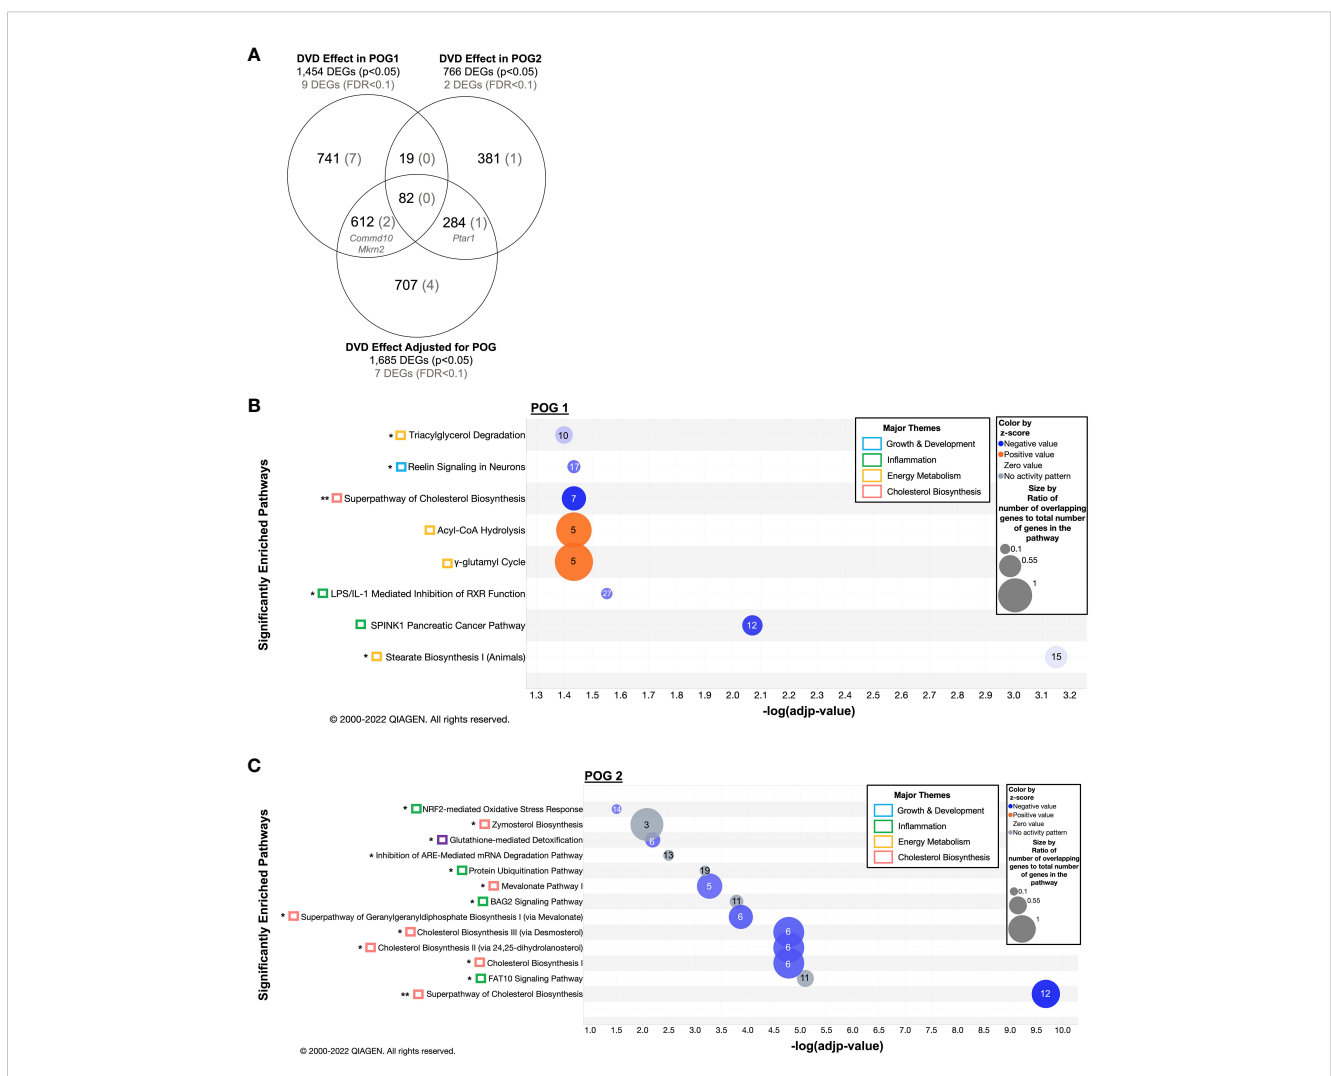 A
DVD Effect in POG1
1,454 DEGs (p<0.05)
9 DEGs (FDR<0.1)
DVD Effect in POG2
766 DEGs (p<0.05)
2 DEGs (FDR<0.1)
741 (7)
19 (0)
381 (1)
82 (0)
612 (2)
Commd10
Mkrn2
284 (1)
Ptar1
707 (4)
DVD Effect Adjusted for POG
1,685 DEGs (p<0.05)
7 DEGs (FDR<0.1)
B
POG 1
Significantly Enriched Pathways
* Triacylglycerol Degradation
10
* Reelin Signaling in Neurons
17
** Superpathway of Cholesterol Biosynthesis
7
Acyl-CoA Hydrolysis
5
γ-glutamyl Cycle
5
* LPS/IL-1 Mediated Inhibition of RXR Function
27
SPINK1 Pancreatic Cancer Pathway
12
* Stearate Biosynthesis I (Animals)
15
Major Themes
Growth & Development
Inflammation
Energy Metabolism
Cholesterol Biosynthesis
Color by
z-score
Negative value
Positive value
Zero value
No activity pattern
Size by
Ratio of
number of overlapping
genes to total number
of genes in the
pathway
0.1
0.55
1
1.3 1.4 1.5 1.6 1.7 1.8 1.9 2.0 2.1 2.2 2.3 2.4 2.5 2.6 2.7 2.8 2.9 3.0 3.1 3.2
-log(adjp-value)
© 2000-2022 QIAGEN. All rights reserved.
C
POG 2
Significantly Enriched Pathways
* NRF2-mediated Oxidative Stress Response
14
* Zymosterol Biosynthesis
3
* Glutathione-mediated Detoxification
6
* Inhibition of ARE-Mediated mRNA Degradation Pathway
13
* Protein Ubiquitination Pathway
19
* Mevalonate Pathway I
5
* BAG2 Signaling Pathway
11
* Superpathway of Geranylgeranyldiphosphate Biosynthesis I (via Mevalonate)
6
* Cholesterol Biosynthesis III (via Desmosterol)
6
* Cholesterol Biosynthesis II (via 24,25-dihydrolanosterol)
6
* Cholesterol Biosynthesis I
6
* FAT10 Signaling Pathway
11
** Superpathway of Cholesterol Biosynthesis
12
Major Themes
Growth & Development
Inflammation
Energy Metabolism
Cholesterol Biosynthesis
Color by
z-score
Negative value
Positive value
Zero value
No activity pattern
Size by
Ratio of
number of overlapping
genes to total number
of genes in the
pathway
0.1
0.55
1
1.0 1.5 2.0 2.5 3.0 3.5 4.0 4.5 5.0 5.5 6.0 6.5 7.0 7.5 8.0 8.5 9.0 9.5 10.0
-log(adjp-value)
© 2000-2022 QIAGEN. All rights reserved.